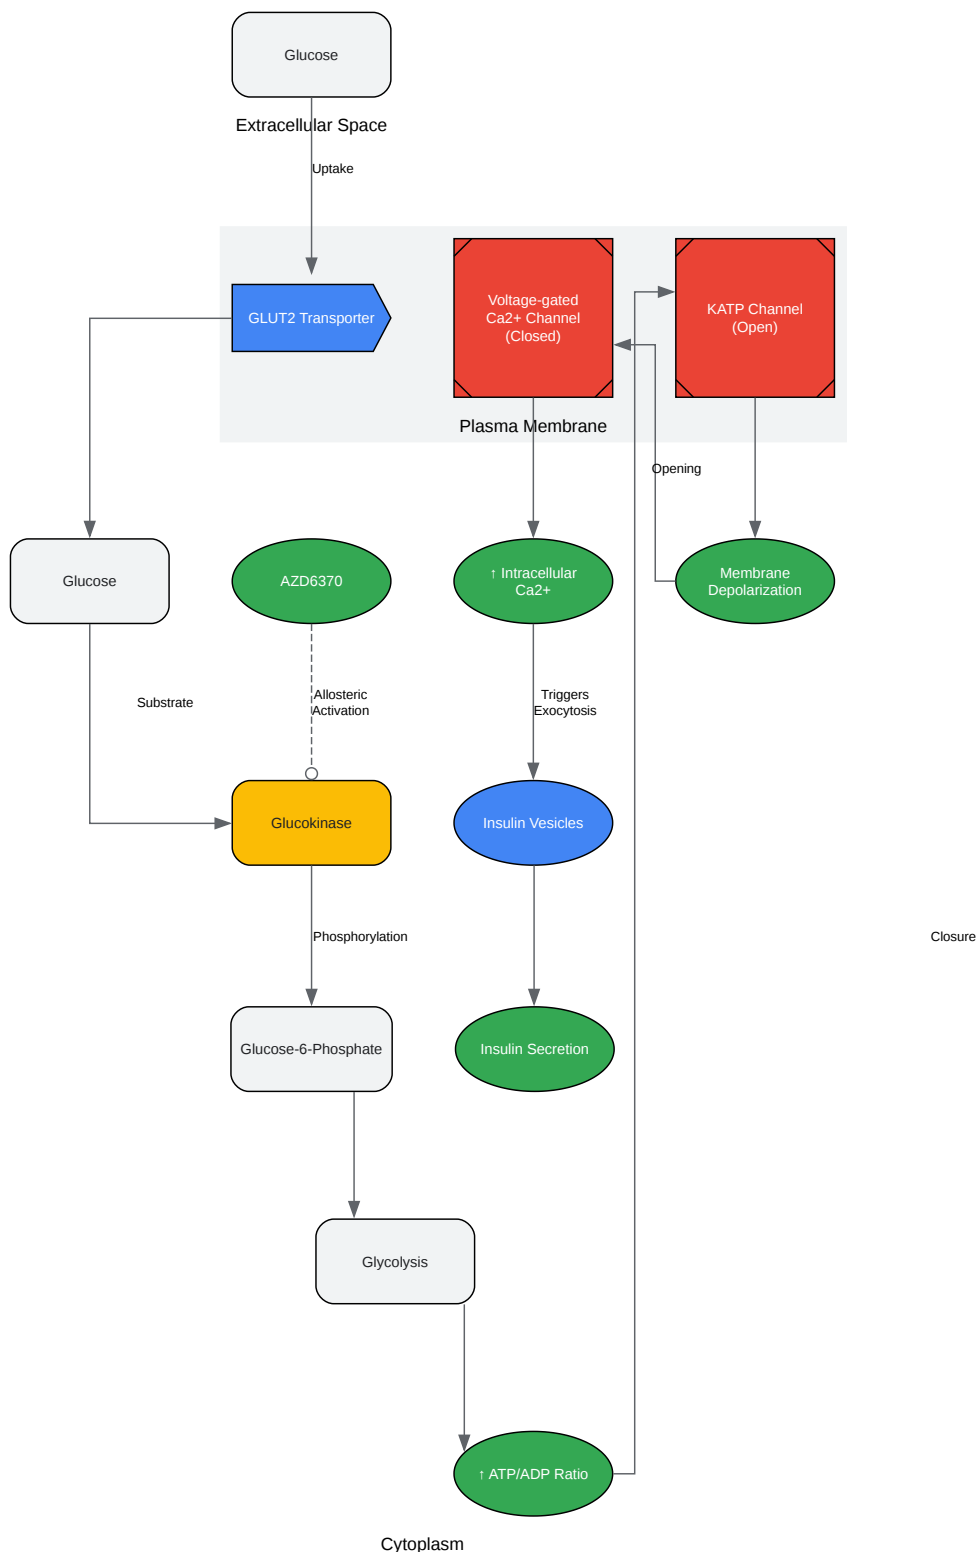 Glucose
Extracellular Space
Uptake
GLUT2 Transporter
Voltage-gated
Ca2+ Channel
(Closed)
KATP Channel
(Open)
Plasma Membrane
Opening
Glucose
AZD6370
↑ Intracellular
Ca2+
Membrane
Depolarization
Substrate
Allosteric
Activation
Triggers
Exocytosis
Glucokinase
Insulin Vesicles
Phosphorylation
Closure
Glucose-6-Phosphate
Insulin Secretion
Glycolysis
↑ ATP/ADP Ratio
Cytoplasm